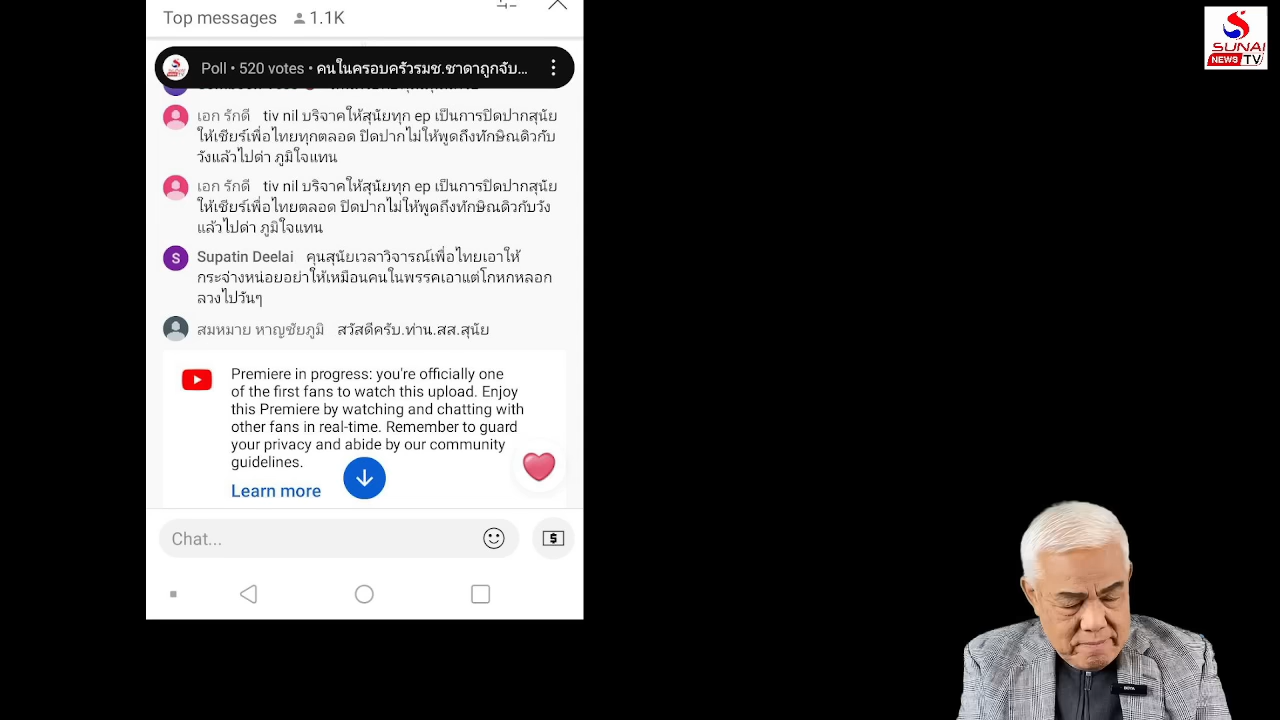 Top messages 1.1K
SUNAI
NEWS TV
Poll • 520 votes • คนในครอบครัวรมช.ชาดาถูกจับ...
เอก รักดี tiv nil บริจาคให้สุนัยทุก ep เป็นการปิดปากสุนัย
ให้เชียร์เพื่อไทยทุกตลอด ปิดปากไม่ให้พูดถึงทักษิณดิวกับ
วังแล้วไปด่า ภูมิใจแทน
เอก รักดี tiv nil บริจาคให้สุนัยทุก ep เป็นการปิดปากสุนัย
ให้เชียร์เพื่อไทยตลอด ปิดปากไม่ให้พูดถึงทักษิณดิวกับวัง
แล้วไปด่า ภูมิใจแทน
S Supatin Deelai คุนสุนัยเวลาวิจารณ์เพื่อไทยเอาให้
กระจ่างหน่อยอย่าให้เหมือนคนในพรรคเอาแต่โกหกหลอก
ลวงไปวันๆ
สมหมาย หาญชัยภูมิ สวัสดีครับ.ท่าน.สส.สุนัย
Premiere in progress: you're officially one
of the first fans to watch this upload. Enjoy
this Premiere by watching and chatting with
other fans in real-time. Remember to guard
your privacy and abide by our community
guidelines.
Learn more
Chat...